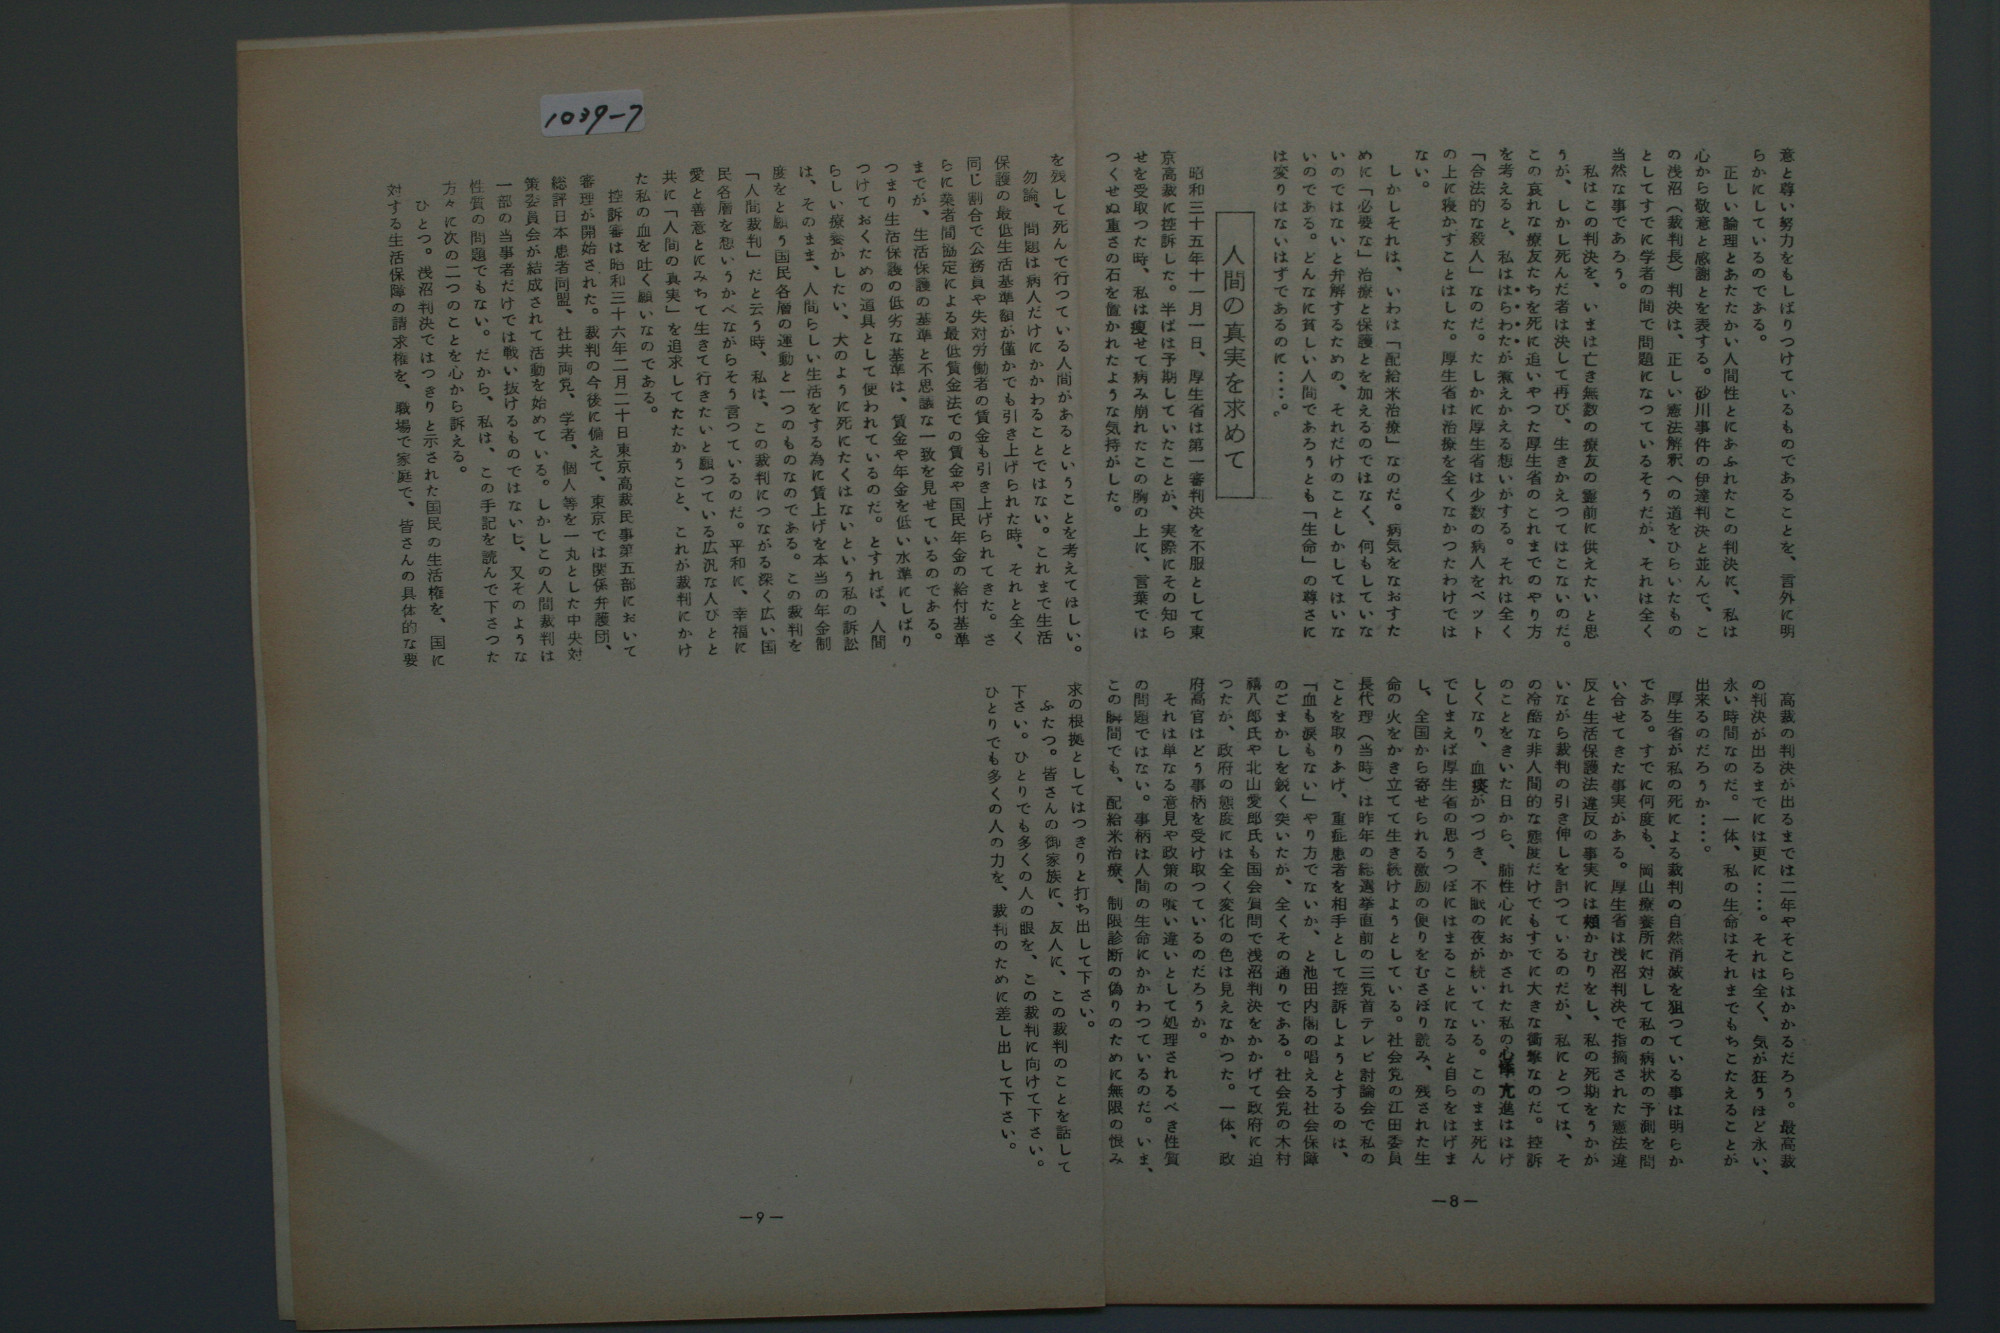 1039-7
意と尊い努力をもしばりつけているものであることを、言外に明
らかにしているのである。
正しい論理とあたたかい人間性とにあふれたこの判決に、私は
心から敬意と感謝とを表する。砂川事件の伊達判決と並んで、こ
の浅沼（裁判長）判決は、正しい憲法解釈への道をひらいたもの
としてすでに学者の間で問題になつているそうだが、それは全く
当然な事であろう。
私はこの判決を、いまは亡き無数の療友の霊前に供えたいと思
うが、しかし死んだ者は決して再び、生きかえつてはこないのだ。
この哀れな療友たちを死に追いやつた厚生省のこれまでのやり方
を考えると、私ははらわたが煮えかえる想いがする。それは全く
「合法的な殺人」なのだ。たしかに厚生省は少数の病人をベット
の上に寝かすことはした。厚生省は治療を全くなかつたわけでは
ない。
しかしそれは、いわば「配給米治療」なのだ。病気をなおすた
めに「必要な」治療と保護とを加えるのではなく、何もしていな
いのではないと弁解するための、それだけのことしかしてはいな
いのである。どんなに貧しい人間であろうとも「生命」の尊さに
は変りはないはずであるのに‥‥。
人間の真実を求めて
昭和三十五年十一月一日、厚生省は第一審判決を不服として東
京高裁に控訴した。半ばは予期していたことが、実際にその知ら
せを受取つた時、私は痩せて病み崩れたこの胸の上に、言葉では
つくせぬ重さの石を置かれたような気持がした。
高裁の判決が出るまでは二年やそこらはかかるだろう。最高裁
の判決が出るまでには更に‥‥。それは全く、気が狂うほど永い、
永い時間なのだ。一体、私の生命はそれまでもちこたえることが
出来るのだろうか‥‥。
厚生省が私の死による裁判の自然消滅を狙つている事は明らか
である。すでに何度も、岡山療養所に対して私の病状の予測を問
い合せてきた事実がある。厚生省は浅沼判決で指摘された憲法違
反と生活保護法違反の事実には頬かむりをし、私の死期をうかが
いながら裁判の引き伸しを計つているのだが、私にとつては、そ
の冷酷な非人間的な態度だけでもすでに大きな衝撃なのだ。控訴
のことをきいた日から、肺性心におかされた私の心悸亢進ははげ
しくなり、血痰がつづき、不眠の夜が続いている。このまま死ん
でしまえば厚生省の思うつぼにはまることになると自らをはげま
し、全国から寄せられる激励の便りをむさぼり読み、残された生
命の火をかき立てて生き続けようとしている。社会党の江田委員
長代理（当時）は昨年の総選挙直前の三党首テレビ討論会で私の
ことを取りあげ、重症患者を相手として控訴しようとするのは、
「血も涙もない」やり方でないか、と池田内閣の唱える社会保障
のごまかしを鋭く突いたが、全くその通りである。社会党の木村
禧八郎氏や北山愛郎氏も国会質問で浅沼判決をかかげて政府に迫
つたが、政府の態度には全く変化の色は見えなかつた。一体、政
府高官はどう事柄を受け取つているのだろうか。
それは単なる意見や政策の喰い違いとして処理されるべき性質
の問題ではない。事柄は人間の生命にかかわつているのだ。いま、
この瞬間でも、配給米治療、制限診断の偽りのために無限の恨み
—8—
を残して死んで行つている人間があるということを考えてほしい。
勿論、問題は病人だけにかかわることではない。これまで生活
保護の最低生活基準額が僅かでも引き上げられた時、それと全く
同じ割合で公務員や失対労働者の賃金も引き上げられてきた。さ
らに業者間協定による最低賃金法での賃金や国民年金の給付基準
までが、生活保護の基準と不思議な一致を見せているのである。
つまり生活保護の低劣な基準は、賃金や年金を低い水準にしばり
つけておくための道具として使われているのだ。とすれば、人間
らしい療養がしたい、犬のように死にたくはないという私の訴訟
は、そのまま、人間らしい生活をする為に賃上げを本当の年金制
度をと願う国民各層の運動と一つのものなのである。この裁判を
「人間裁判」だと云う時、私は、この裁判につながる深く広い国
民各層を想いうかべながらそう言つているのだ。平和に、幸福に
愛と善意とにみちて生きて行きたいと願つている広汎な人びとと
共に「人間の真実」を追求してたたかうこと、これが裁判にかけ
た私の血を吐く願いなのである。
控訴審は昭和三十六年二月二十日東京高裁民事第五部において
審理が開始された。裁判の今後に備えて、東京では関係弁護団、
総評日本患者同盟、社共両党、学者、個人等を一丸とした中央対
策委員会が結成されて活動を始めている。しかしこの人間裁判は
一部の当事者だけでは戦い抜けるものではないし、又そのような
性質の問題でもない。だから、私は、この手記を読んで下さつた
方々に次の二つのことを心から訴える。
ひとつ。浅沼判決ではつきりと示された国民の生活権を、国に
対する生活保障の請求権を、職場で家庭で、皆さんの具体的な要
求の根拠としてはつきりと打ち出して下さい。
ふたつ。皆さんの御家族に、友人に、この裁判のことを話して
下さい。ひとりでも多くの人の眼を、この裁判に向けて下さい。
ひとりでも多くの人の力を、裁判のために差し出して下さい。
—9—